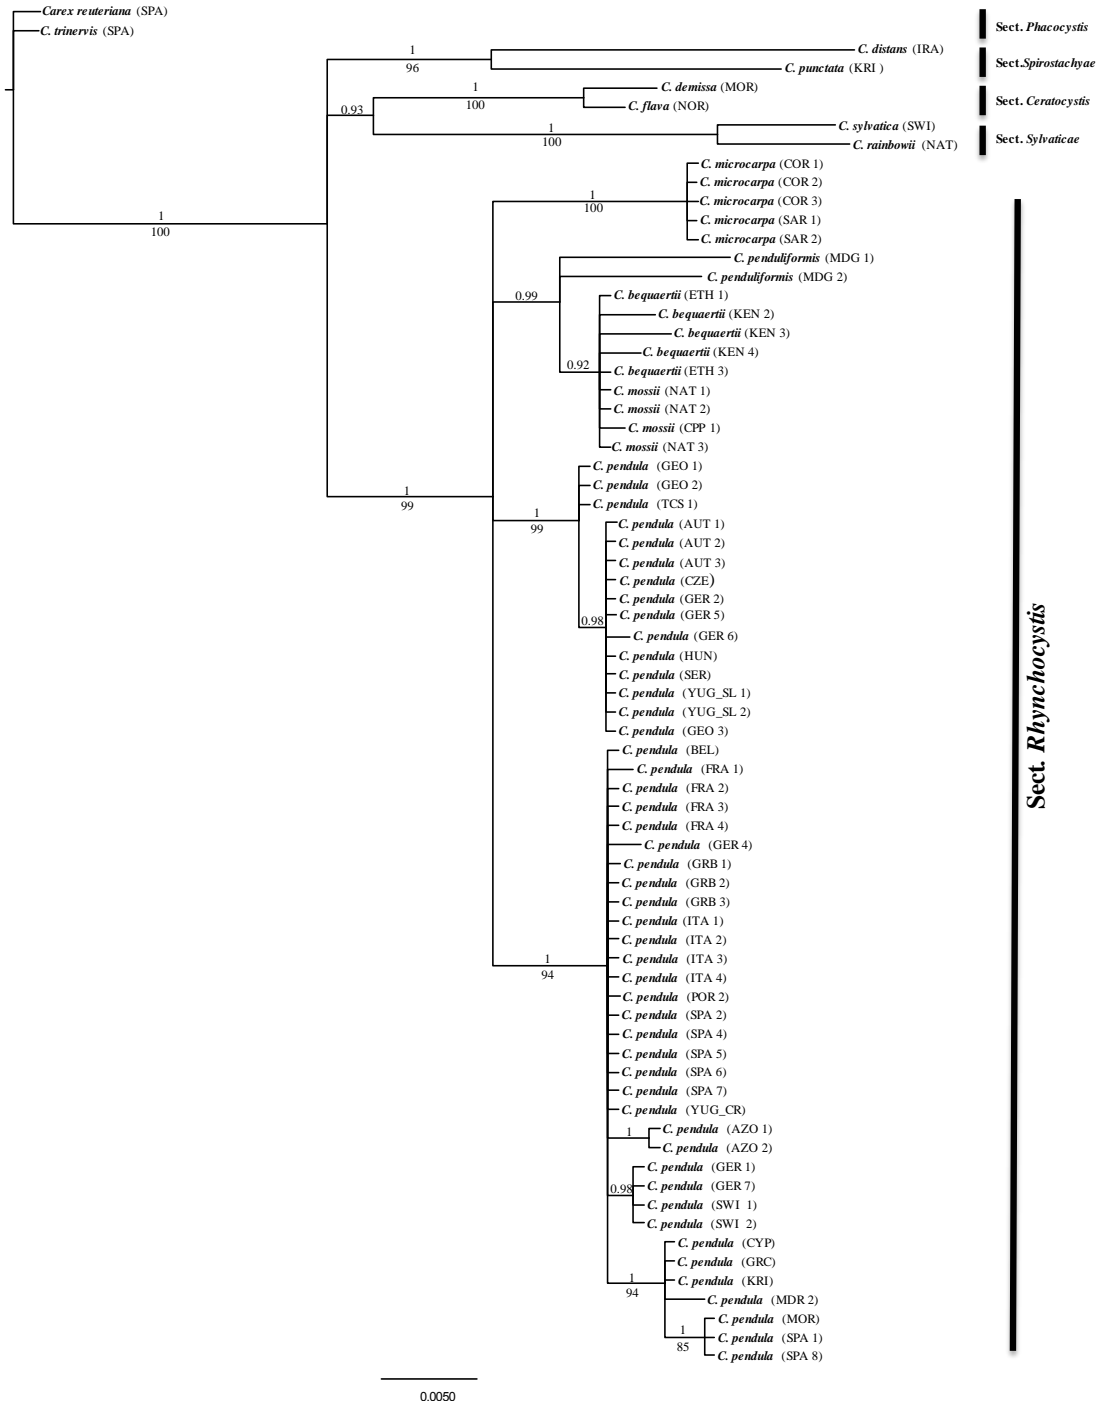 Carex reuteriana (SPA)
C. trinervis (SPA)
Sect. Phacocystis
1
96
C. distans (IRA)
C. punctata (KRI )
Sect.Spirostachyae
0.93
1
100
C. demissa (MOR)
C. flava (NOR)
Sect. Ceratocystis
1
100
C. sylvatica (SWI)
C. rainbowii (NAT)
Sect. Sylvaticae
1
100
1
100
C. microcarpa (COR 1)
C. microcarpa (COR 2)
C. microcarpa (COR 3)
C. microcarpa (SAR 1)
C. microcarpa (SAR 2)
0.99
C. penduliformis (MDG 1)
C. penduliformis (MDG 2)
0.92
C. bequaertii (ETH 1)
C. bequaertii (KEN 2)
C. bequaertii (KEN 3)
C. bequaertii (KEN 4)
C. bequaertii (ETH 3)
C. mossii (NAT 1)
C. mossii (NAT 2)
C. mossii (CPP 1)
C. mossii (NAT 3)
1
99
1
99
C. pendula (GEO 1)
C. pendula (GEO 2)
C. pendula (TCS 1)
0.98
C. pendula (AUT 1)
C. pendula (AUT 2)
C. pendula (AUT 3)
C. pendula (CZE)
C. pendula (GER 2)
C. pendula (GER 5)
C. pendula (GER 6)
C. pendula (HUN)
C. pendula (SER)
C. pendula (YUG_SL 1)
C. pendula (YUG_SL 2)
C. pendula (GEO 3)
Sect. Rhynchocystis
1
94
C. pendula (BEL)
C. pendula (FRA 1)
C. pendula (FRA 2)
C. pendula (FRA 3)
C. pendula (FRA 4)
C. pendula (GER 4)
C. pendula (GRB 1)
C. pendula (GRB 2)
C. pendula (GRB 3)
C. pendula (ITA 1)
C. pendula (ITA 2)
C. pendula (ITA 3)
C. pendula (ITA 4)
C. pendula (POR 2)
C. pendula (SPA 2)
C. pendula (SPA 4)
C. pendula (SPA 5)
C. pendula (SPA 6)
C. pendula (SPA 7)
C. pendula (YUG_CR)
1
C. pendula (AZO 1)
C. pendula (AZO 2)
0.98
C. pendula (GER 1)
C. pendula (GER 7)
C. pendula (SWI 1)
C. pendula (SWI 2)
1
94
C. pendula (CYP)
C. pendula (GRC)
C. pendula (KRI)
C. pendula (MDR 2)
1
85
C. pendula (MOR)
C. pendula (SPA 1)
C. pendula (SPA 8)
0.0050